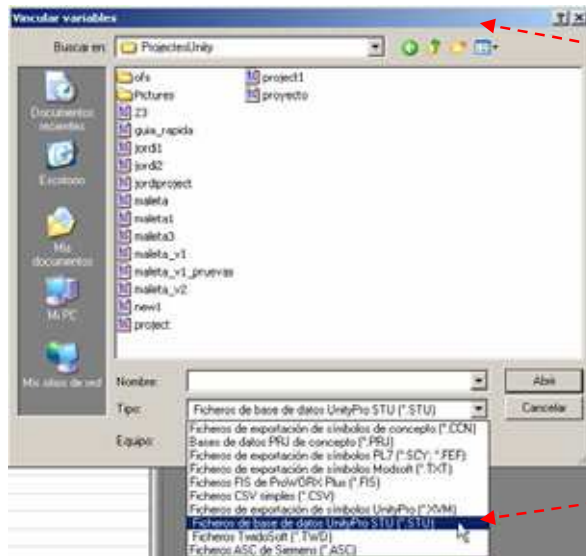 Vincular variables
Buscar en: ProjectesUnity
Documentos recientes
Escritorio
Mis documentos
Mi PC
Mis sitios de red
ofs
Pictures
23
guia_rapida
jordi1
jordi2
jordiproject
maleta
maleta1
maleta3
maleta_v1
maleta_v1_pruevas
maleta_v2
new1
project
project1
proyecto
Nombre:
Abrir
Tipo: Ficheros de base de datos UnityPro STU (*.STU)
Cancelar
Equipo:
Ficheros de exportación de símbolos de concepto (*.CCN)
Bases de datos PRJ de concepto (*.PRJ)
Ficheros de exportación de símbolos PL7 (*.SCY; *.FEF)
Ficheros de exportación de símbolos Modsoft (*.TXT)
Ficheros FIS de ProWORX Plus (*.FIS)
Ficheros CSV simples (*.CSV)
Ficheros de exportación de símbolos UnityPro (*.XVM)
Ficheros de base de datos UnityPro STU (*.STU)
Ficheros TwidoSoft (*.TWD)
Ficheros ASC de Siemens (*.ASC)